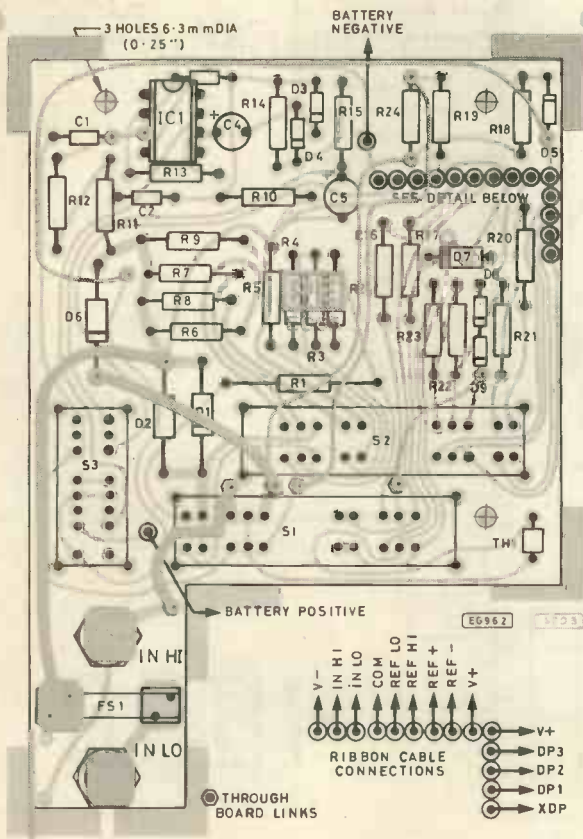 3 HOLES 6·3mmDIA
(0·25")
BATTERY
NEGATIVE
IC1
+
C4
R14
D3
D4
R15
R24
R19
R18
D5
C1
R13
R12
R11
C2
R10
C5
SEE DETAIL BELOW
R9
R7
R8
R6
R5
R4
R3
R17
D7
R20
R23
R22
D9
R21
D6
R1
D2
D1
S3
S2
S1
TH1
BATTERY POSITIVE
EG962
IN HI
FS1
IN LO
V-
IN HI
IN LO
COM
REF LO
REF HI
REF +
REF -
V+
RIBBON CABLE
CONNECTIONS
V+
DP3
DP2
DP1
XDP
THROUGH
BOARD LINKS